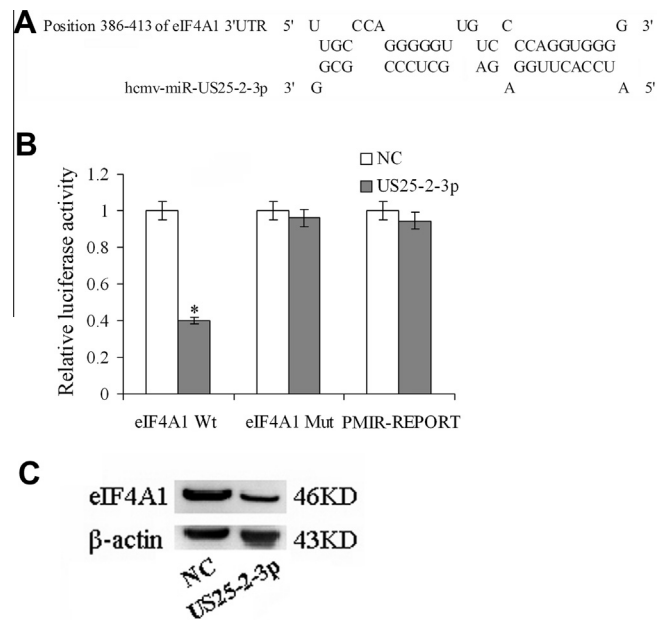 A
Position 386-413 of eIF4A1 3'UTR 5' U CCA UG C G 3'
UGC GGGGGU UC CCAGGUGGG
GCG CCCUCG AG GGUUCACCU
hcmv-miR-US25-2-3p 3' G A A 5'
B
NC
US25-2-3p
Relative luciferase activity
1.2
1
0.8
0.6
0.4
0.2
0
*
eIF4A1 Wt eIF4A1 Mut PMIR-REPORT
C
eIF4A1 46KD
β-actin 43KD
NC
US25-2-3p